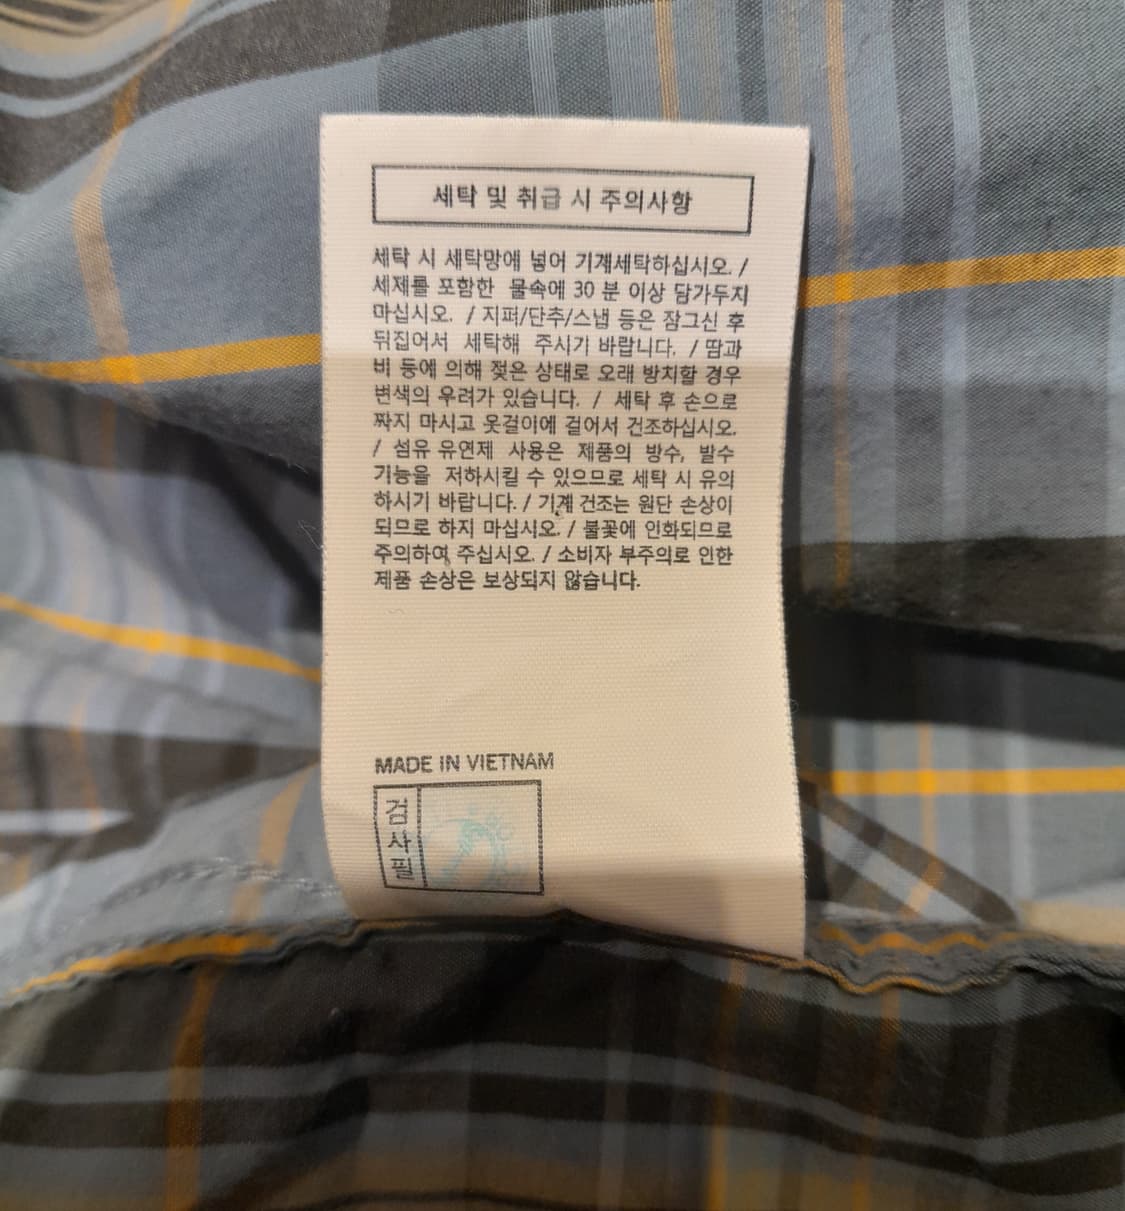 세탁 및 취급 시 주의사항
세탁 시 세탁망에 넣어 기계세탁하십시오. /
세제를 포함한 물속에 30 분 이상 담가두지
마십시오. / 지퍼/단추/스냅 등은 잠그신 후
뒤집어서 세탁해 주시기 바랍니다. / 땀과
비 등에 의해 젖은 상태로 오래 방치할 경우
변색의 우려가 있습니다. / 세탁 후 손으로
짜지 마시고 옷걸이에 걸어서 건조하십시오.
/ 섬유 유연제 사용은 제품의 방수, 발수
기능을 저하시킬 수 있으므로 세탁 시 유의
하시기 바랍니다. / 기계 건조는 원단 손상이
되므로 하지 마십시오. / 불꽃에 인화되므로
주의하여 주십시오. / 소비자 부주의로 인한
제품 손상은 보상되지 않습니다.
MADE IN VIETNAM
검사필